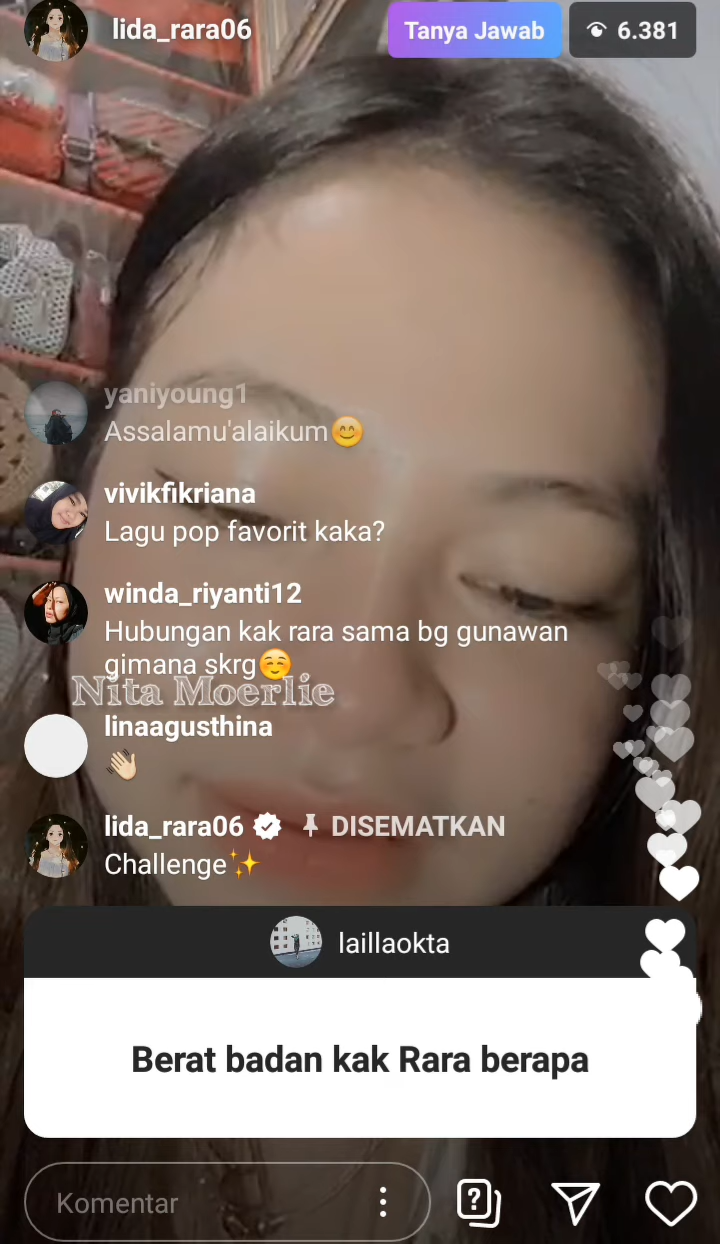 lida_rara06
Tanya Jawab
6.381
yaniyoung1
Assalamu'alaikum😊
vivikfikriana
Lagu pop favorit kaka?
winda_riyanti12
Hubungan kak rara sama bg gunawan
gimana skrg☺️
Nita Moerlie
linaagusthina
👋🏻
lida_rara06 DISEMATKAN
Challenge✨
laillaokta
Berat badan kak Rara berapa
Komentar